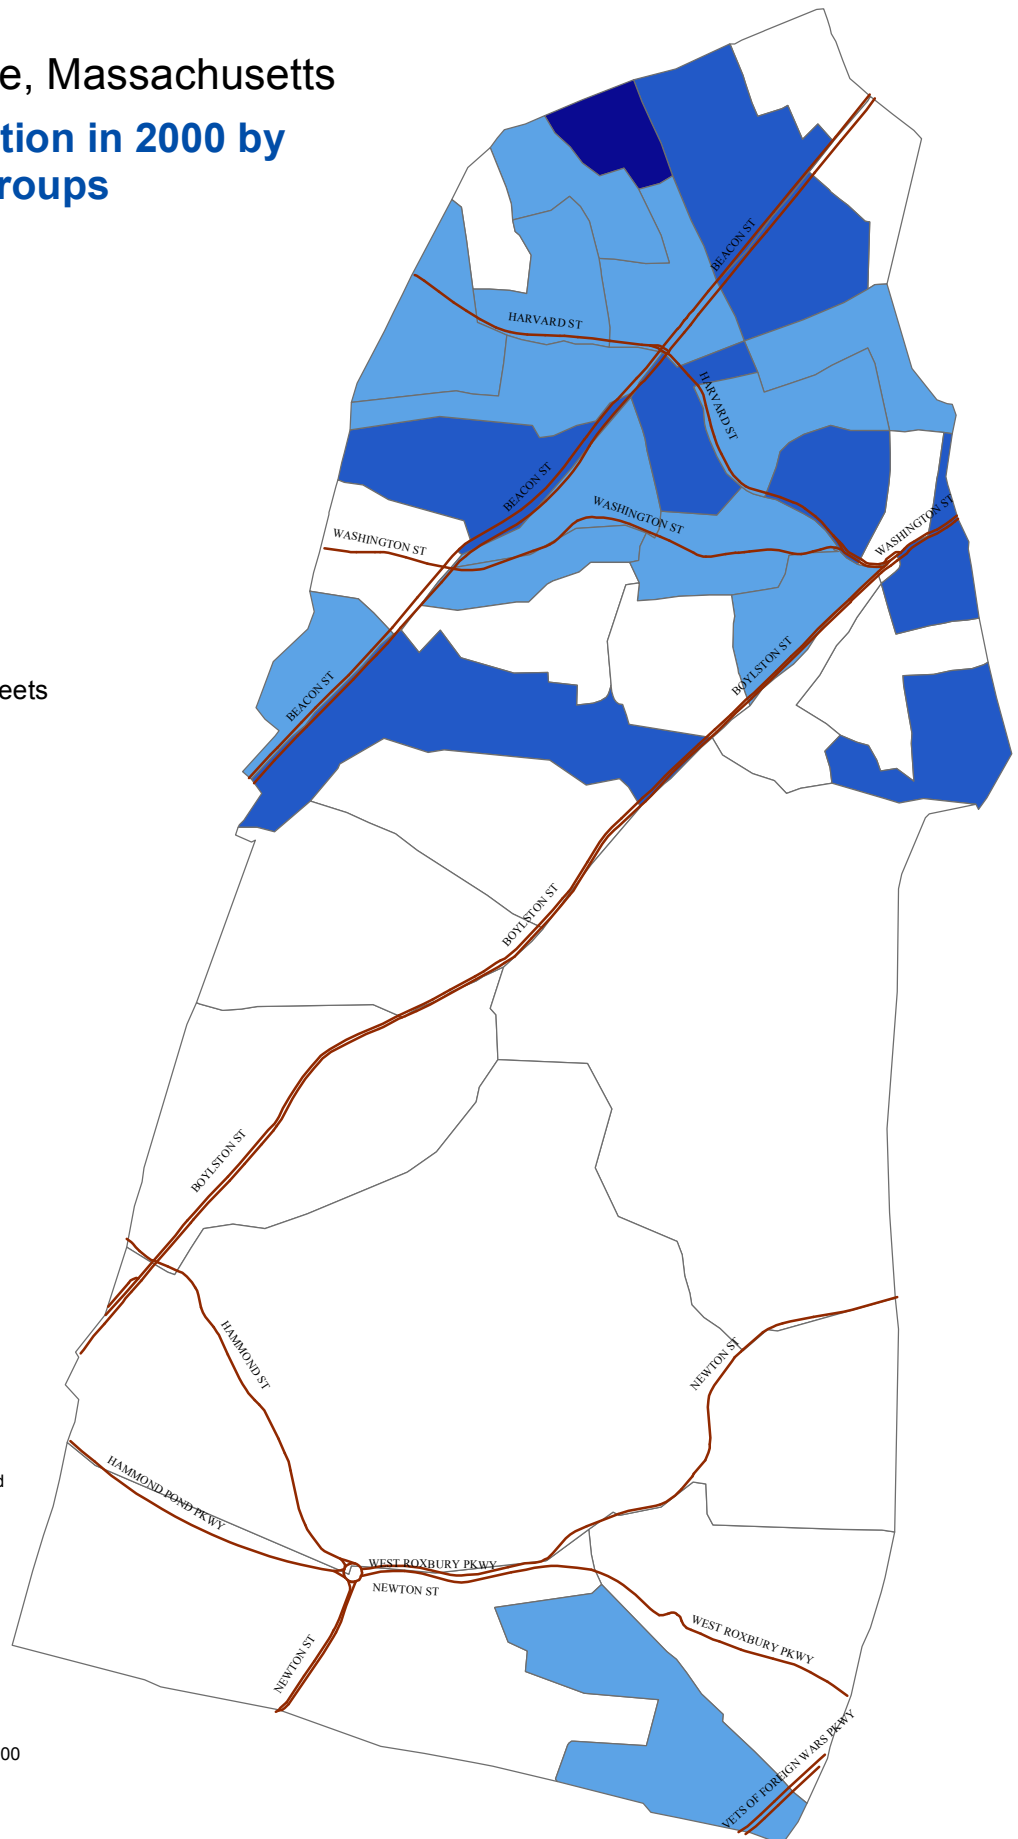 e, Massachusetts
tion in 2000 by
roups
BEACON ST
HARVARD ST
HARVARD ST
BEACON ST
WASHINGTON ST
WASHINGTON ST
WASHINGTON ST
BOYLSTON ST
BEACON ST
eets
BOYLSTON ST
BOYLSTON ST
HAMMOND ST
NEWTON ST
d
HAMMOND POND PKWY
WEST ROXBURY PKWY
NEWTON ST
WEST ROXBURY PKWY
NEWTON ST
VETS OF FOREIGN WARS PKWY
00